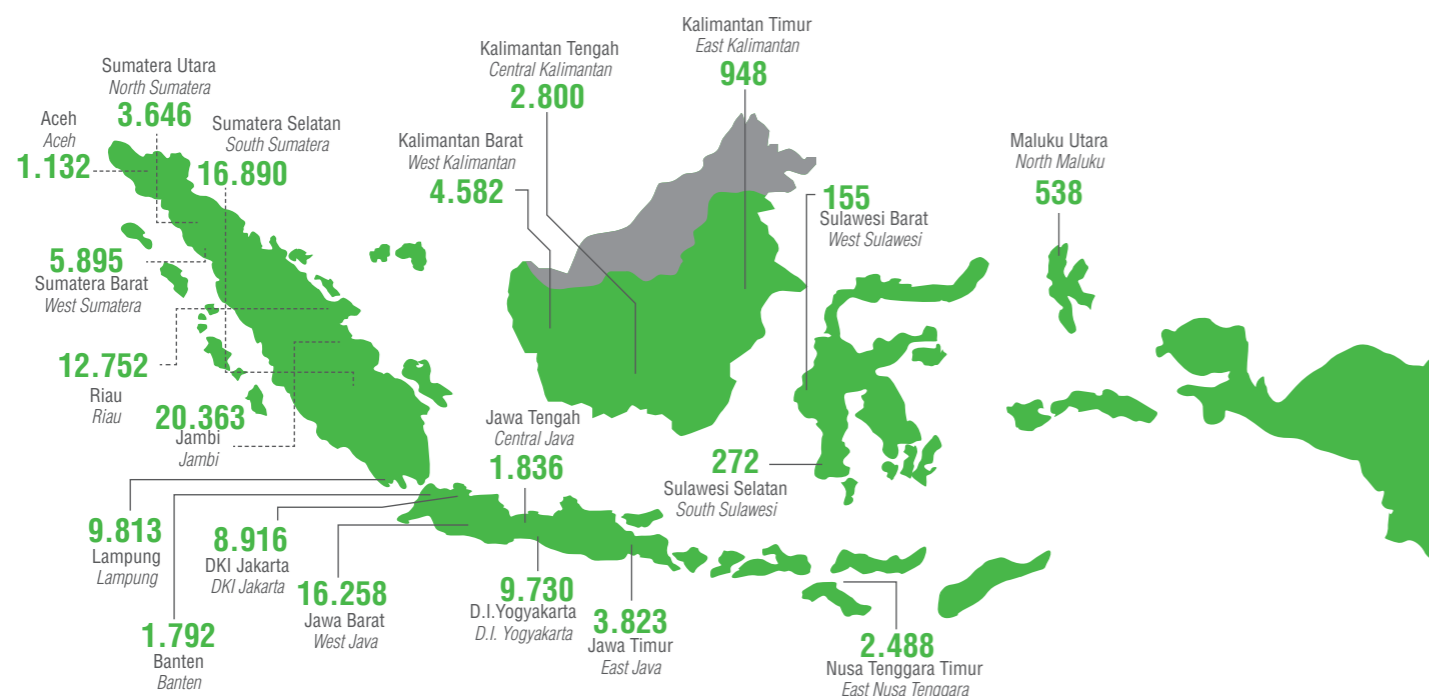 Kalimantan Timur
East Kalimantan
948
Kalimantan Tengah
Central Kalimantan
2.800
Sumatera Utara
North Sumatera
3.646
Aceh
Aceh
1.132
Sumatera Selatan
South Sumatera
16.890
Kalimantan Barat
West Kalimantan
4.582
Maluku Utara
North Maluku
538
155
Sulawesi Barat
West Sulawesi
5.895
Sumatera Barat
West Sumatera
12.752
Riau
Riau
20.363
Jambi
Jambi
Jawa Tengah
Central Java
1.836
272
Sulawesi Selatan
South Sulawesi
9.813
Lampung
Lampung
8.916
DKI Jakarta
DKI Jakarta
16.258
Jawa Barat
West Java
9.730
D.I.Yogyakarta
D.I. Yogyakarta
3.823
Jawa Timur
East Java
1.792
Banten
Banten
2.488
Nusa Tenggara Timur
East Nusa Tenggara